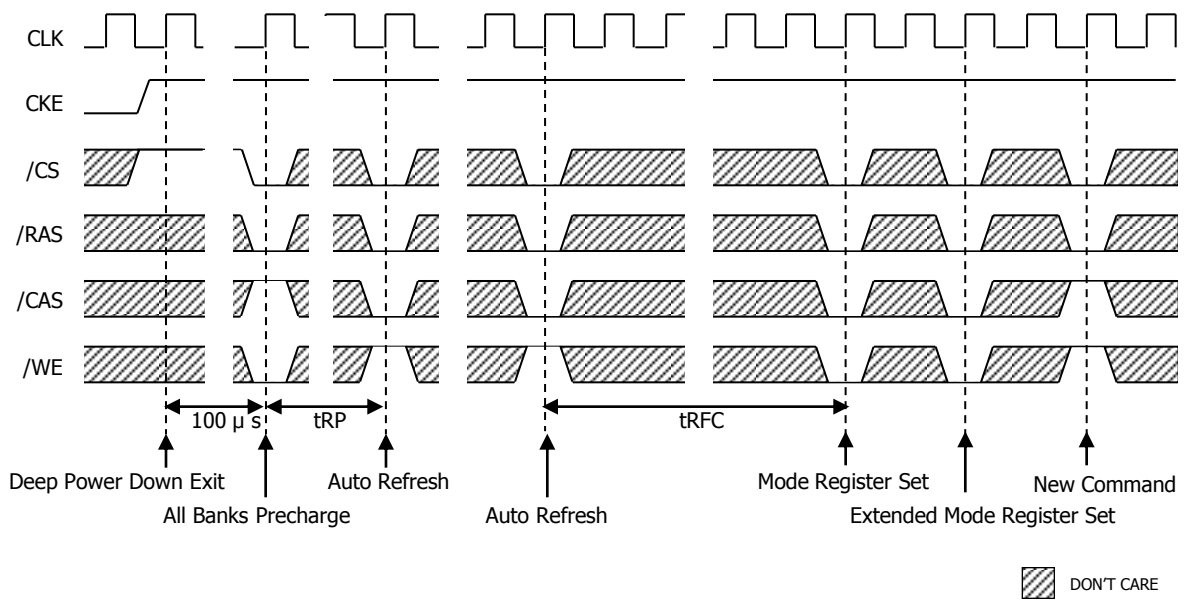 CLK
CKE
/CS
/RAS
/CAS
/WE
100 μ s
tRP
tRFC
Deep Power Down Exit
Auto Refresh
Mode Register Set
New Command
All Banks Precharge
Auto Refresh
Extended Mode Register Set
DON'T CARE